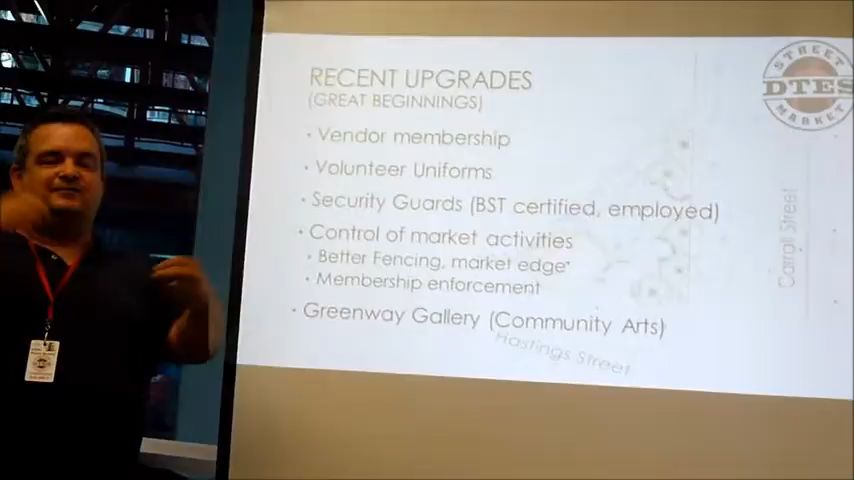 RECENT UPGRADES
(GREAT BEGINNINGS)
• Vendor membership
• Volunteer Uniforms
• Security Guards (BST certified, employed)
• Control of market activities
• Better Fencing, market edge
• Membership enforcement
• Greenway Gallery (Community Arts)
Hastings Street
Carrall Street
STREET
DTES
MARKET